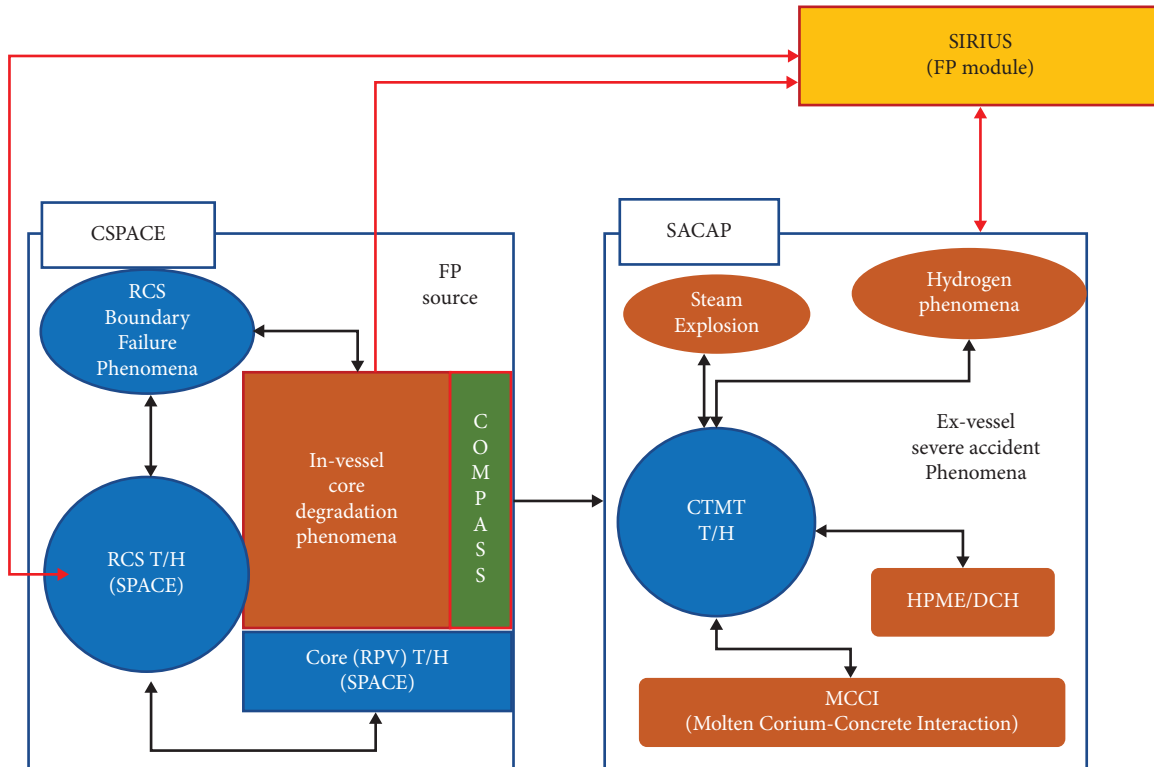 SIRIUS
(FP module)
CSPACE
FP
source
RCS
Boundary
Failure
Phenomena
In-vessel
core
degradation
phenomena
C
O
M
P
A
S
S
RCS T/H
(SPACE)
Core (RPV) T/H
(SPACE)
SACAP
Steam
Explosion
Hydrogen
phenomena
Ex-vessel
severe accident
Phenomena
CTMT
T/H
HPME/DCH
MCCI
(Molten Corium-Concrete Interaction)